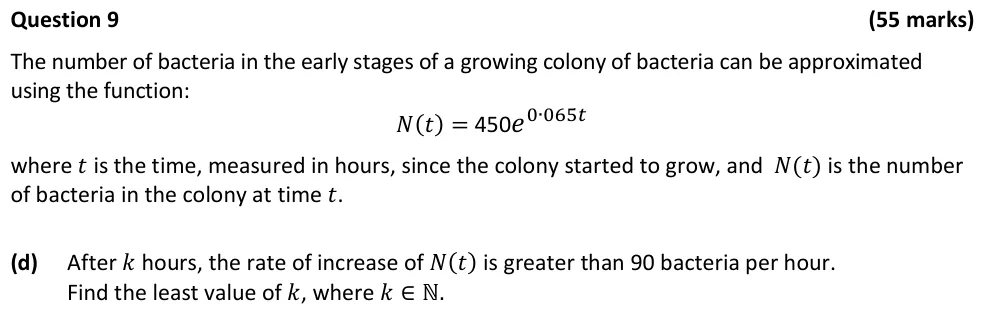 Question 9 (55 marks)
The number of bacteria in the early stages of a growing colony of bacteria can be approximated
using the function:
N(t) = 450e^{0·065t}
where t is the time, measured in hours, since the colony started to grow, and N(t) is the number
of bacteria in the colony at time t.
(d) After k hours, the rate of increase of N(t) is greater than 90 bacteria per hour.
Find the least value of k, where k ∈ ℕ.